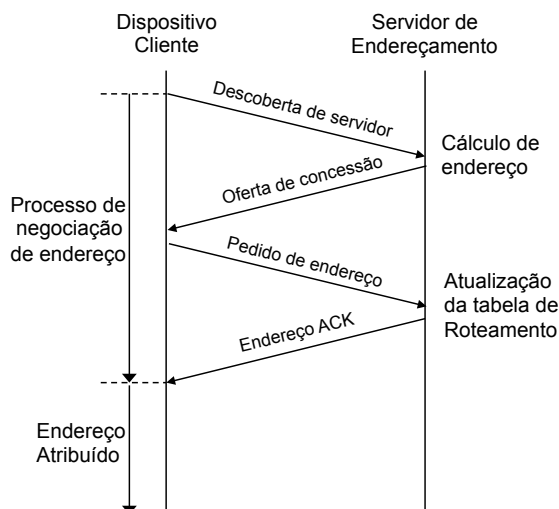 Dispositivo
Cliente
Servidor de
Endereçamento
Descoberta de servidor
Cálculo de
endereço
Oferta de concessão
Processo de
negociação
de endereço
Pedido de endereço
Atualização
da tabela de
Roteamento
Endereço ACK
Endereço
Atribuído